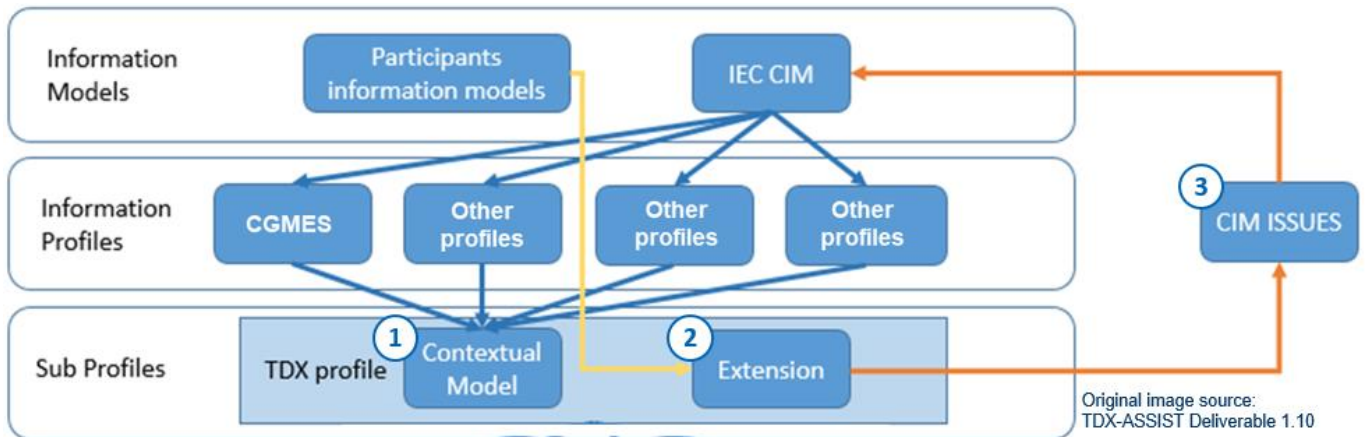 Information
Models
Participants
information models
IEC CIM
Information
Profiles
CGMES
Other
profiles
Other
profiles
Other
profiles
3
CIM ISSUES
Sub Profiles
TDX profile
1
Contextual
Model
2
Extension
Original image source:
TDX-ASSIST Deliverable 1.10